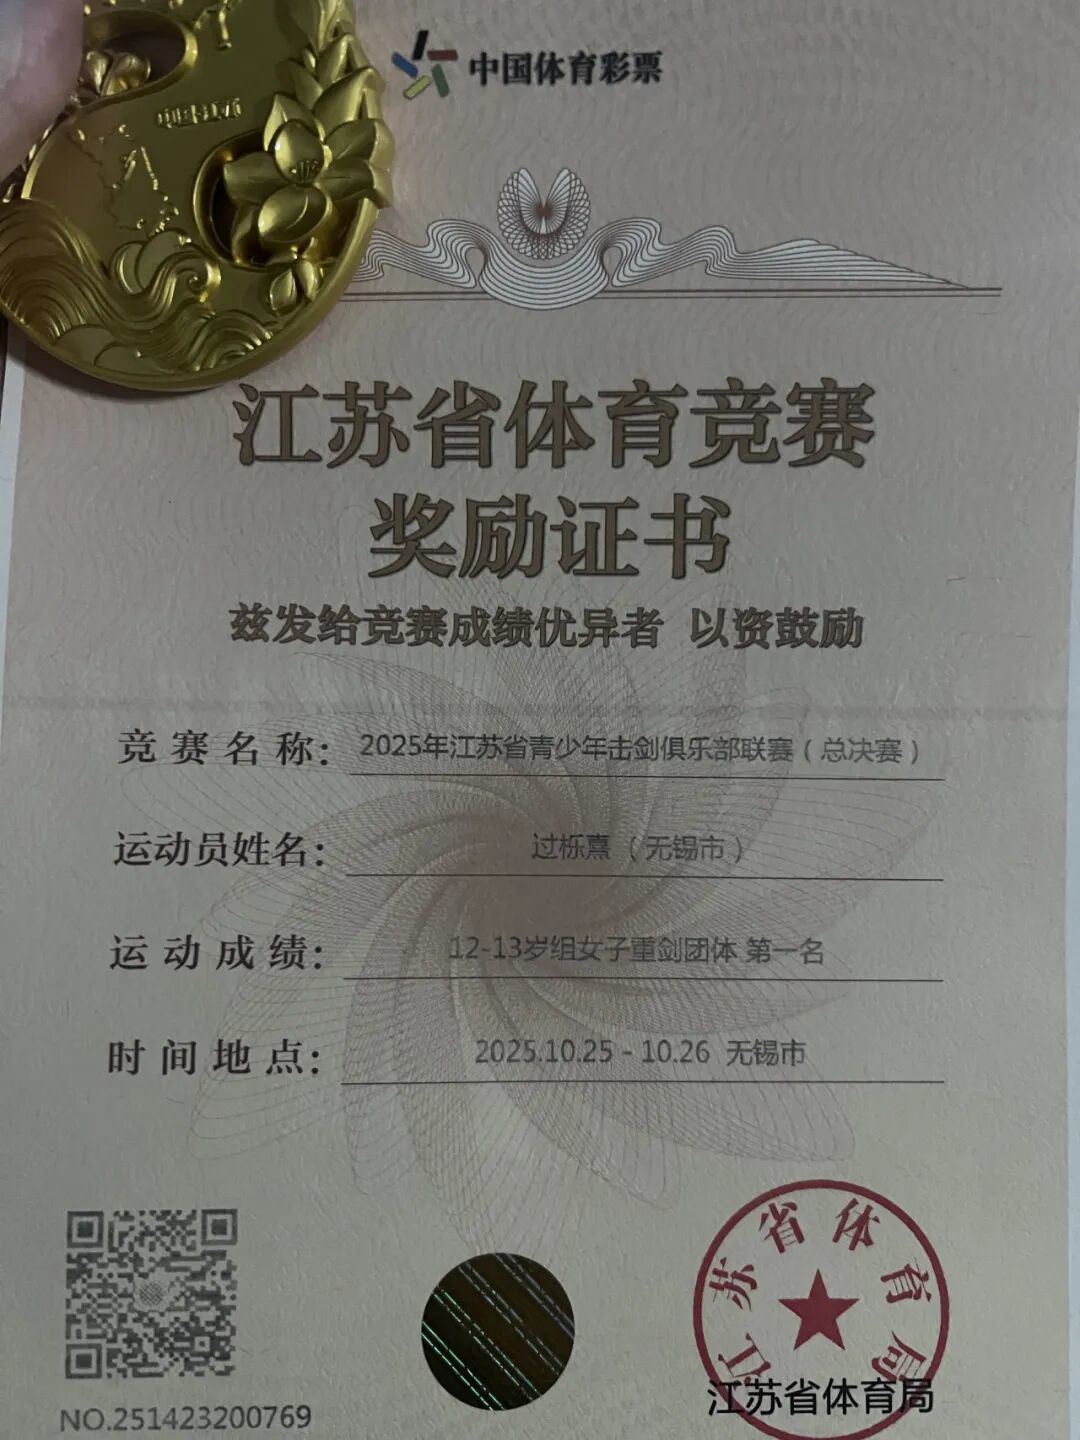 中国·江苏
中国体育彩票
江苏省体育竞赛
奖励证书
兹发给竞赛成绩优异者 以资鼓励
竞赛名称：2025年江苏省青少年击剑俱乐部联赛（总决赛）
运动员姓名：过栎熹（无锡市）
运动成绩：12-13岁组女子重剑团体 第一名
时间地点：2025.10.25 - 10.26 无锡市
江苏省体育局
江苏省体育局
NO.251423200769